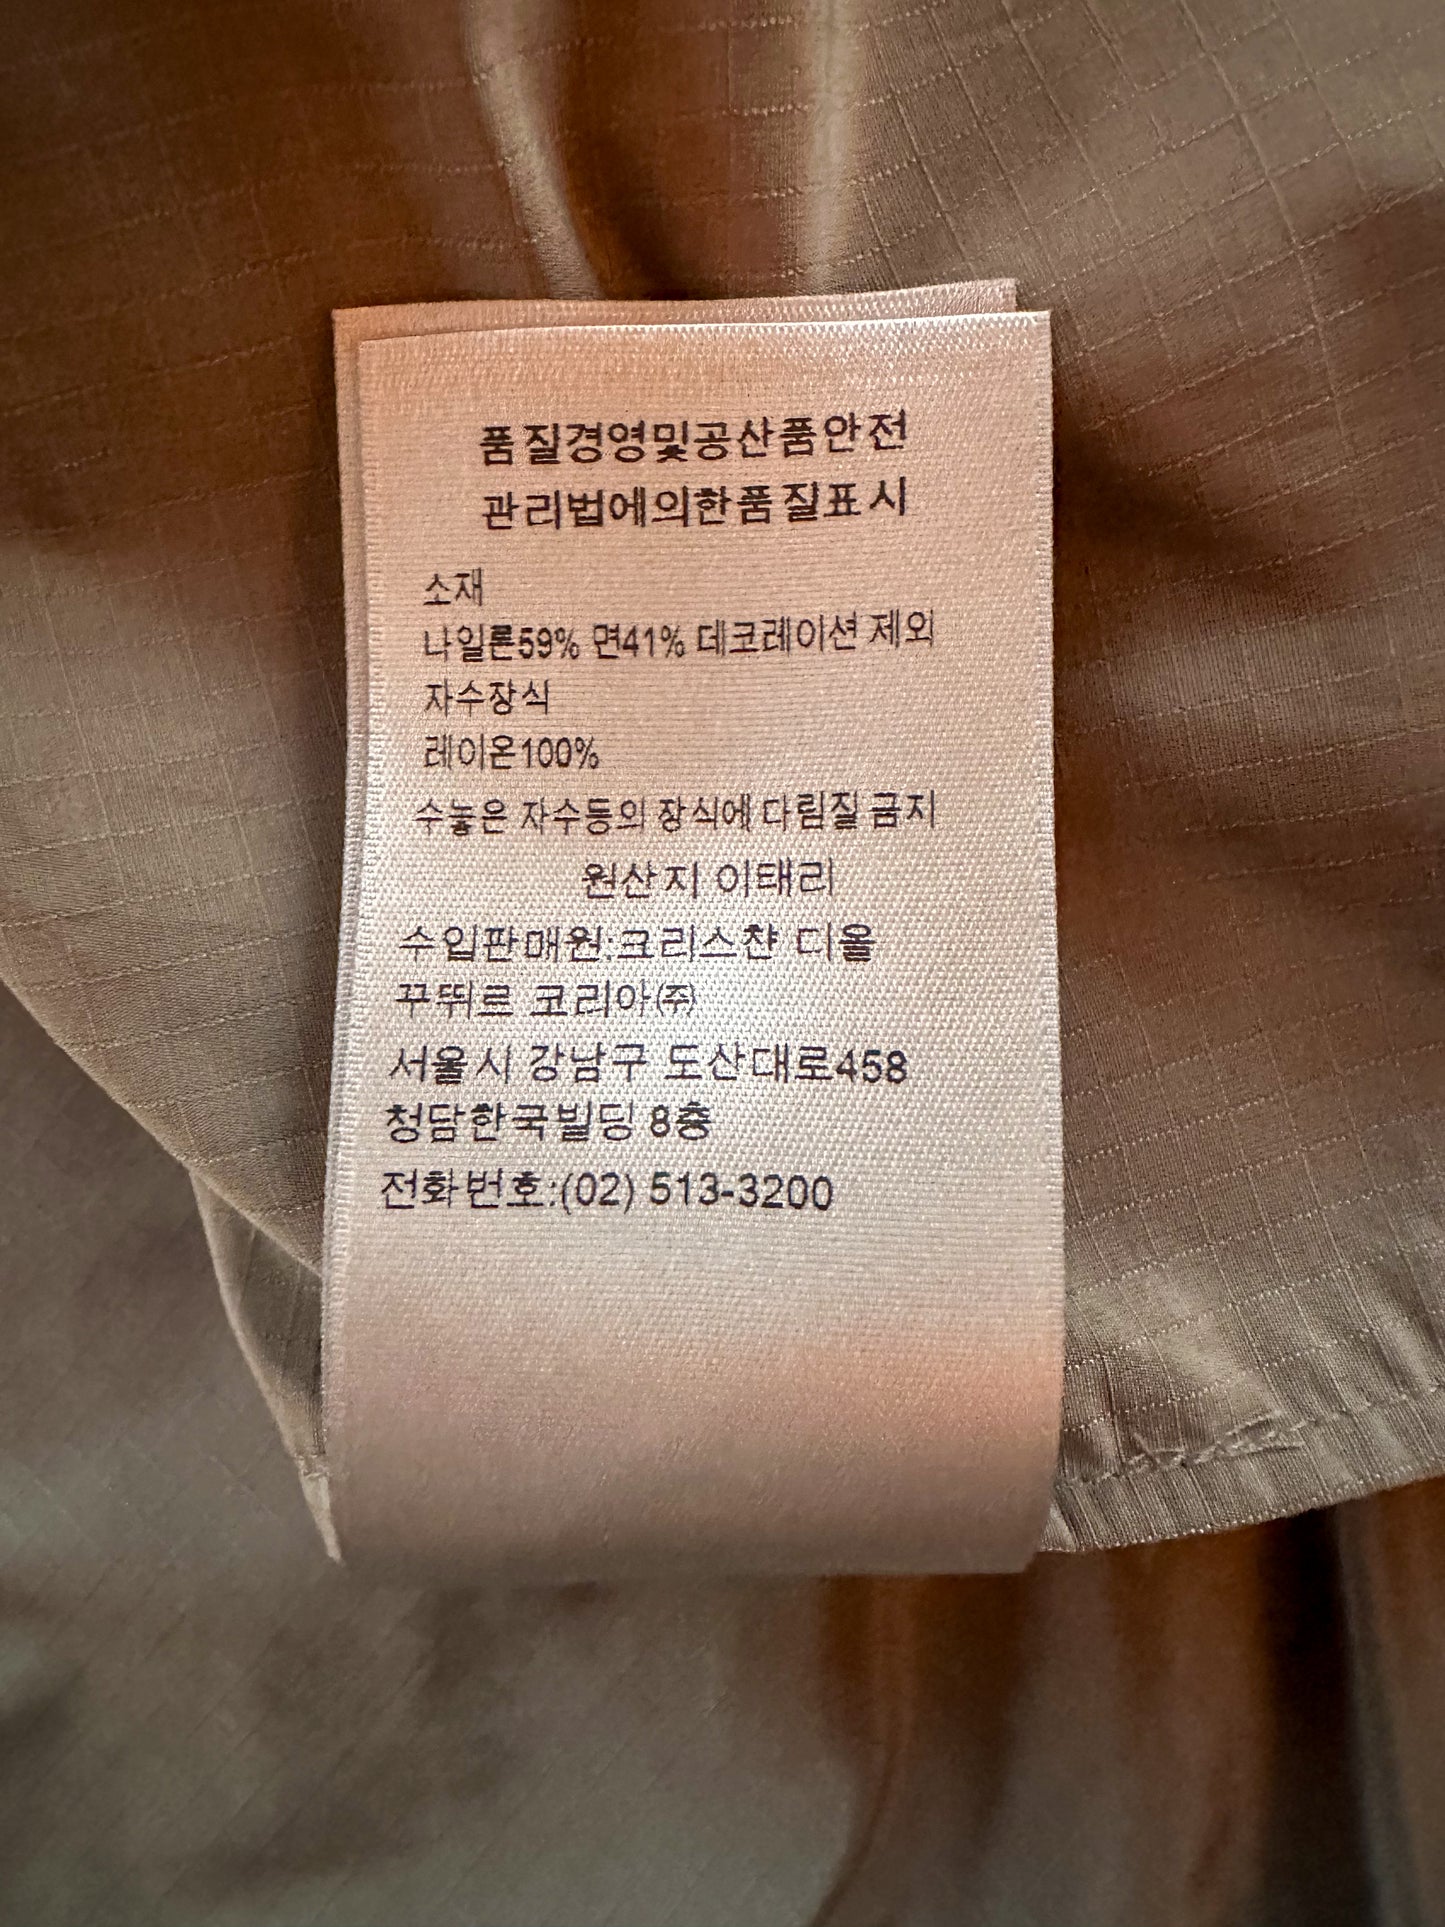 품질경영및공산품안전
관리법에의한품질표시
소재
나일론59% 면41% 데코레이션 제외
자수장식
레이온100%
수놓은 자수등의 장식에 다림질 금지
원산지 이태리
수입판매원:크리스챤 디올
꾸뛰르 코리아㈜
서울시 강남구 도산대로458
청담한국빌딩 8층
전화번호:(02) 513-3200